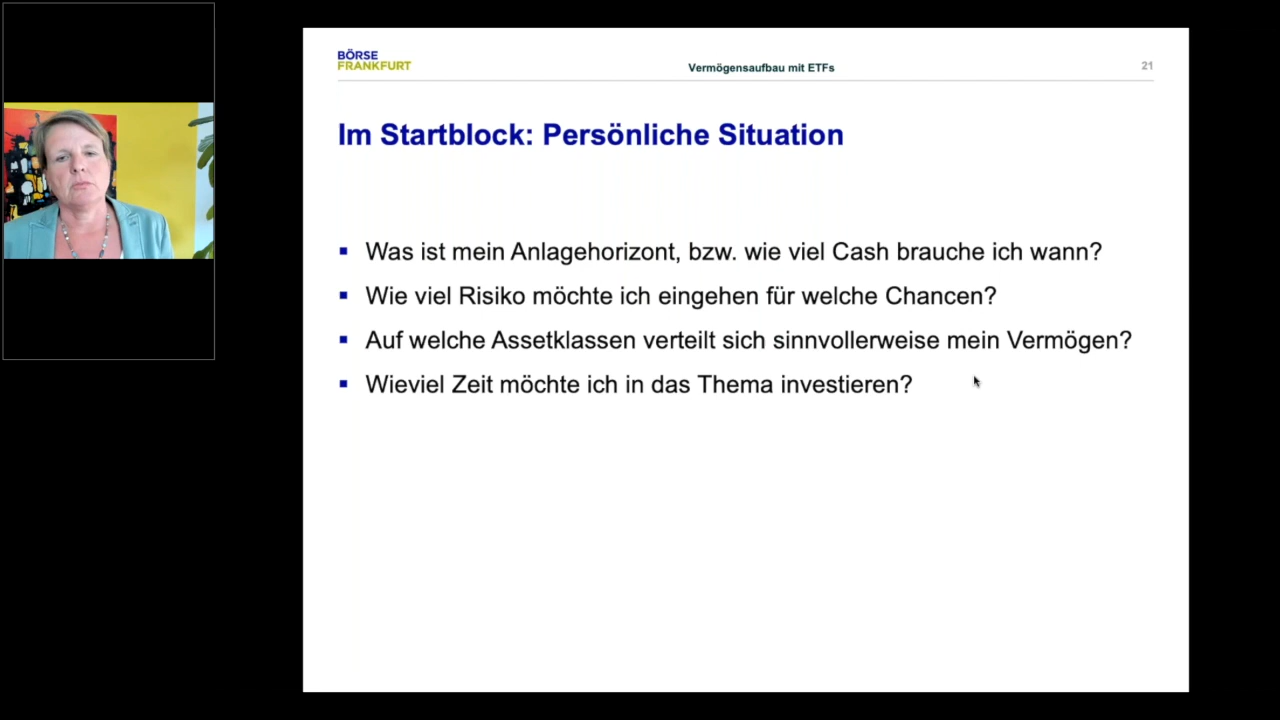 BÖRSE
FRANKFURT
Vermögensaufbau mit ETFs
21
Im Startblock: Persönliche Situation
Was ist mein Anlagehorizont, bzw. wie viel Cash brauche ich wann?
Wie viel Risiko möchte ich eingehen für welche Chancen?
Auf welche Assetklassen verteilt sich sinnvollerweise mein Vermögen?
Wieviel Zeit möchte ich in das Thema investieren?